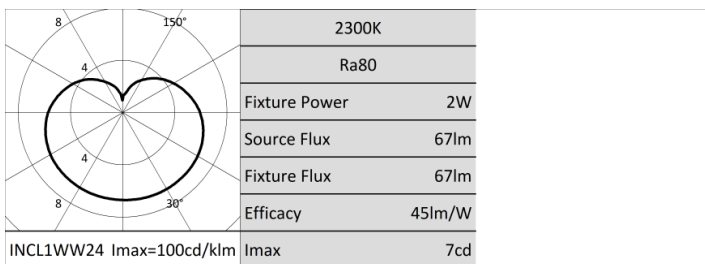 8
150°
4
4
8
30°
INCL1WW24 Imax=100cd/klm
2300K
Ra80
Fixture Power 2W
Source Flux 67lm
Fixture Flux 67lm
Efficacy 45lm/W
Imax 7cd